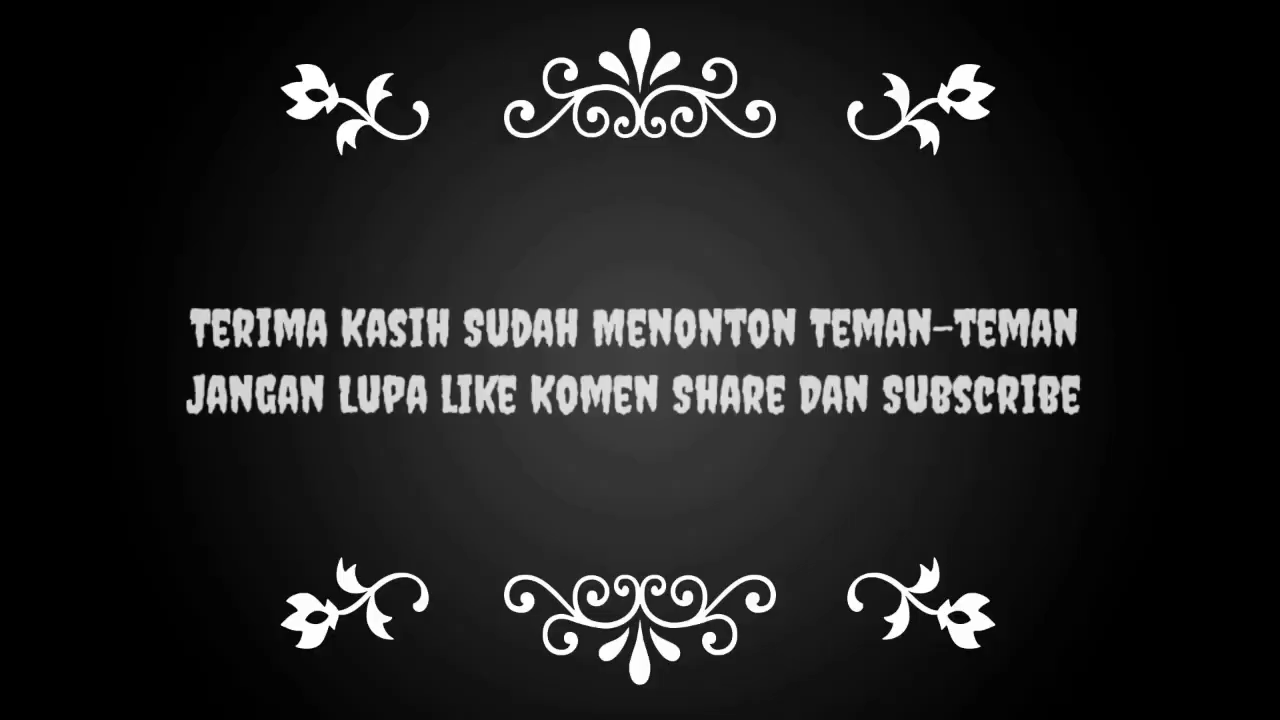 TERIMA KASIH SUDAH MENONTON TEMAN-TEMAN
JANGAN LUPA LIKE KOMEN SHARE DAN SUBSCRIBE